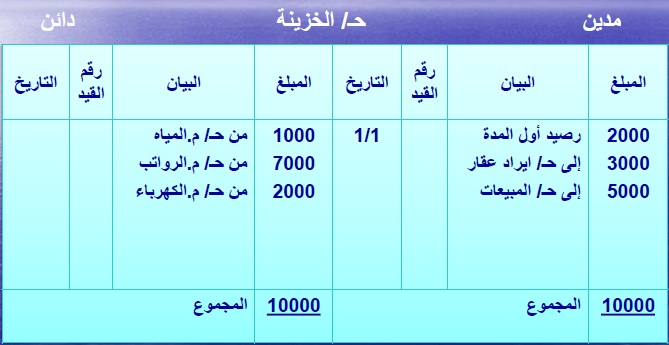 مدين حـ/ الخزينة دائن
المبلغ البيان رقم القيد التاريخ المبلغ البيان رقم القيد التاريخ
2000 رصيد أول المدة 1/1 1000 من حـ/ م.المياه
3000 إلى حـ/ ايراد عقار 7000 من حـ/ م.الرواتب
5000 إلى حـ/ المبيعات 2000 من حـ/ م.الكهرباء
10000 المجموع 10000 المجموع